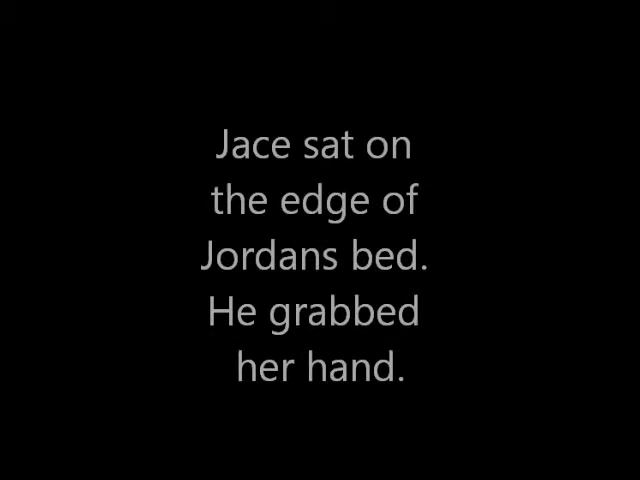 Jace sat on
the edge of
Jordans bed.
He grabbed
her hand.